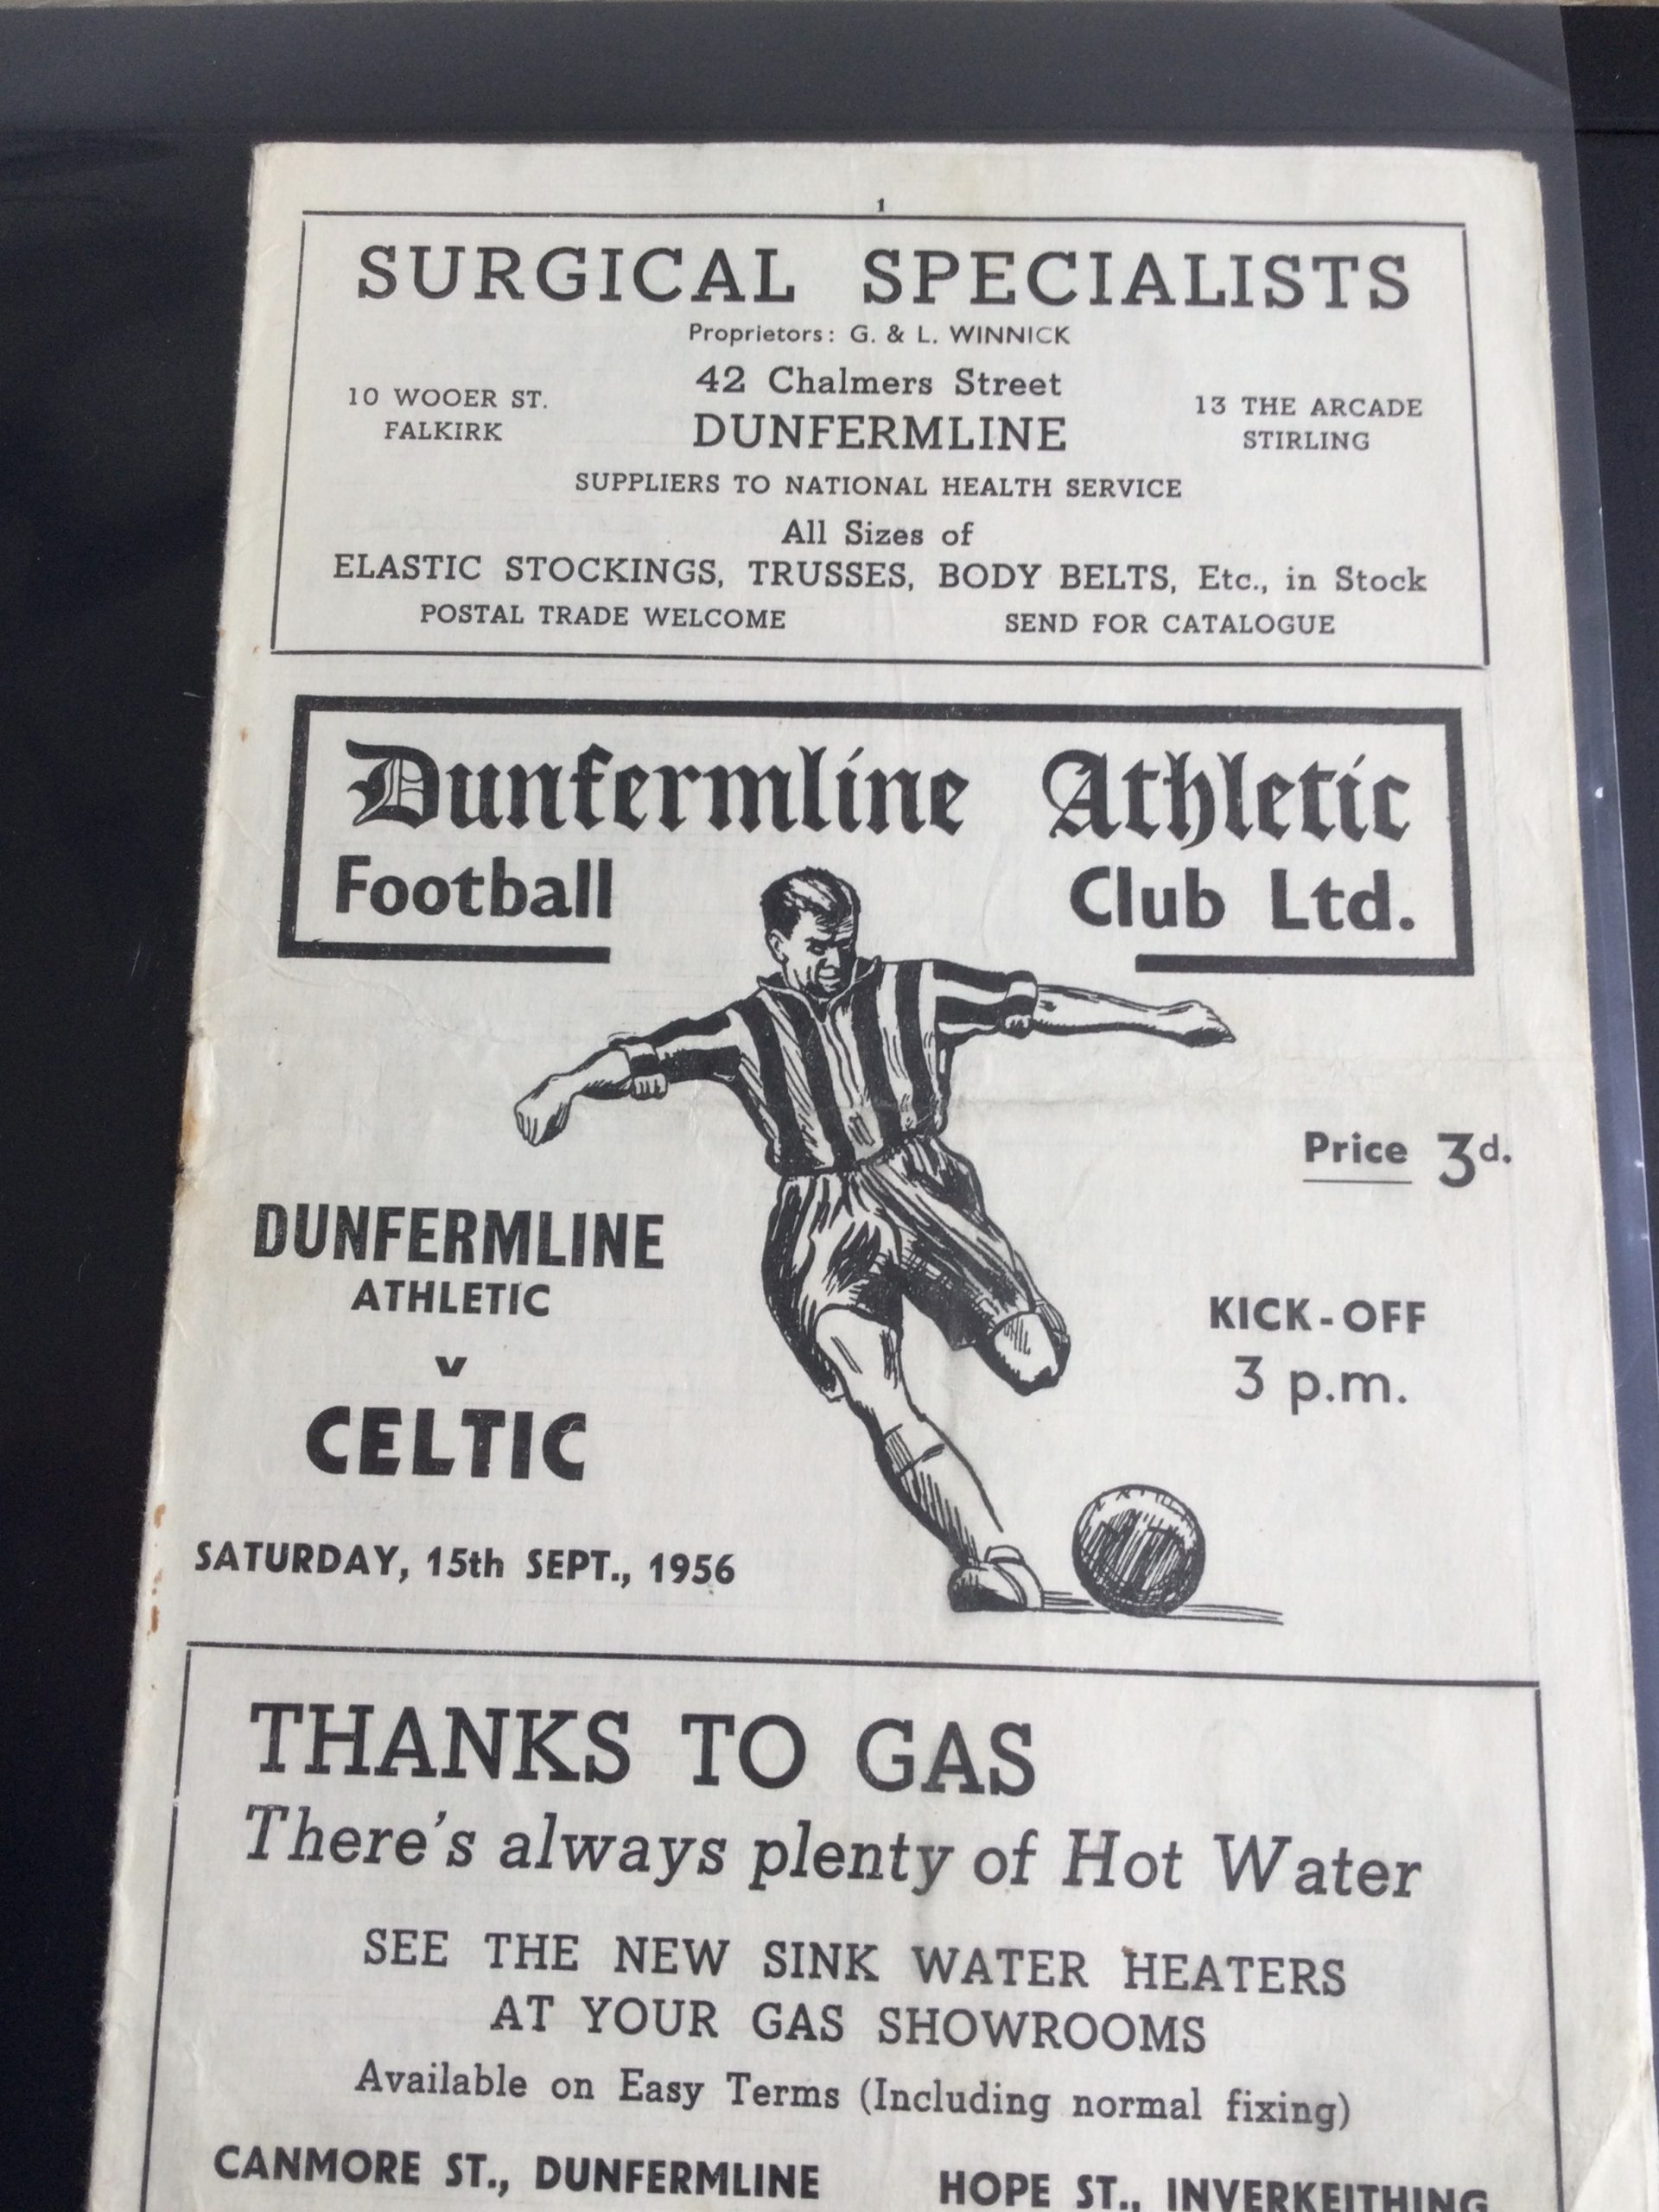 1
SURGICAL SPECIALISTS
Proprietors: G. & L. WINNICK
42 Chalmers Street
DUNFERMLINE
10 WOOER ST.
FALKIRK
13 THE ARCADE
STIRLING
SUPPLIERS TO NATIONAL HEALTH SERVICE
All Sizes of
ELASTIC STOCKINGS, TRUSSES, BODY BELTS, Etc., in Stock
POSTAL TRADE WELCOME
SEND FOR CATALOGUE
Dunfermline Athletic
Football Club Ltd.
Price 3d.
DUNFERMLINE
ATHLETIC
v
CELTIC
KICK-OFF
3 p.m.
SATURDAY, 15th SEPT., 1956
THANKS TO GAS
There's always plenty of Hot Water
SEE THE NEW SINK WATER HEATERS
AT YOUR GAS SHOWROOMS
Available on Easy Terms (Including normal fixing)
CANMORE ST., DUNFERMLINE
HOPE ST., INVERKEITHING